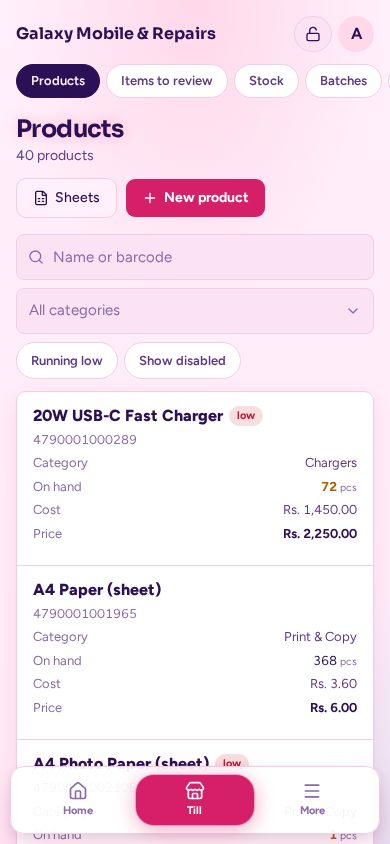 Galaxy Mobile & Repairs
A
Products
Items to review
Stock
Batches
Products
40 products
Sheets
New product
Name or barcode
All categories
Running low
Show disabled
20W USB-C Fast Charger low
4790001000289
Category Chargers
On hand 72 pcs
Cost Rs. 1,450.00
Price Rs. 2,250.00
A4 Paper (sheet)
4790001001965
Category Print & Copy
On hand 368 pcs
Cost Rs. 3.60
Price Rs. 6.00
A4 Photo Paper (sheet) low
On hand 1 pcs
Home
Till
More